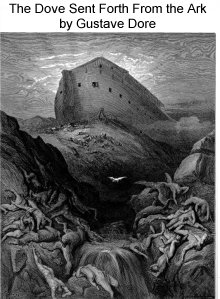 The Dove Sent Forth From the Ark
by Gustave Dore